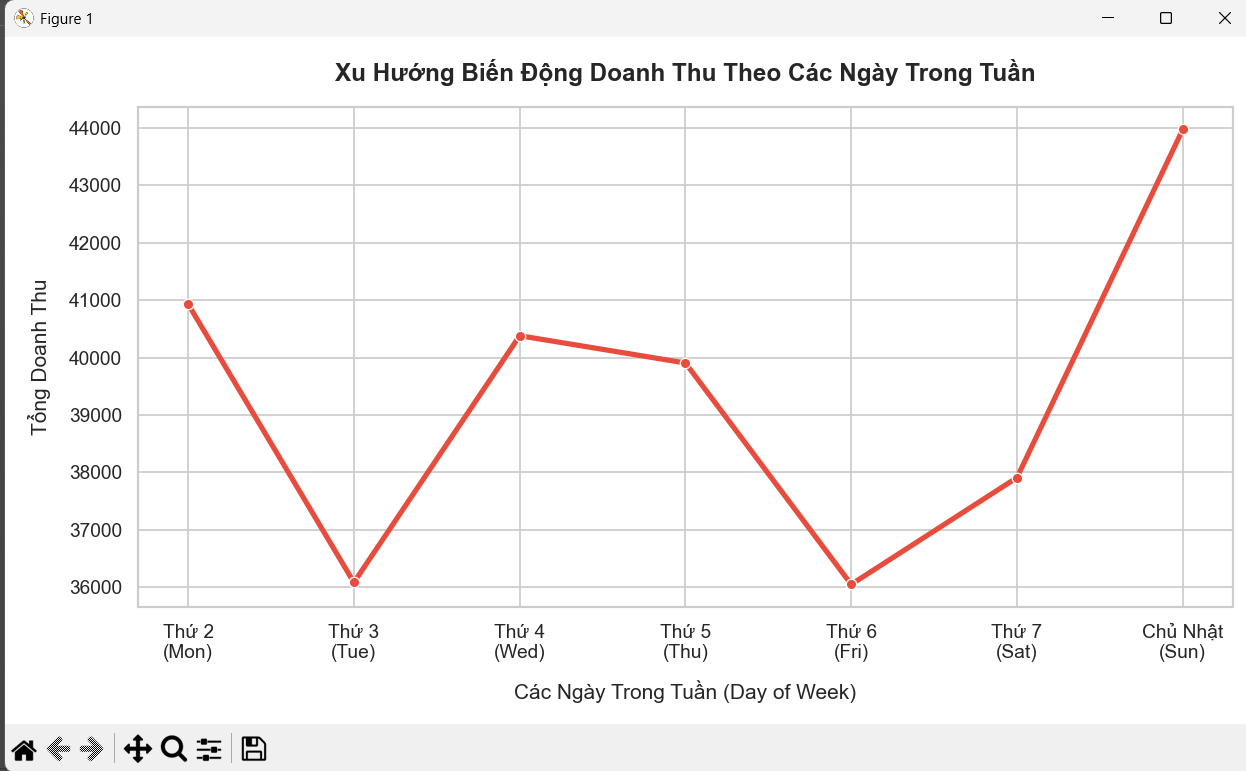 Figure 1
Xu Hướng Biến Động Doanh Thu Theo Các Ngày Trong Tuần
Tổng Doanh Thu
44000
43000
42000
41000
40000
39000
38000
37000
36000
Thứ 2
(Mon)
Thứ 3
(Tue)
Thứ 4
(Wed)
Thứ 5
(Thu)
Thứ 6
(Fri)
Thứ 7
(Sat)
Chủ Nhật
(Sun)
Các Ngày Trong Tuần (Day of Week)